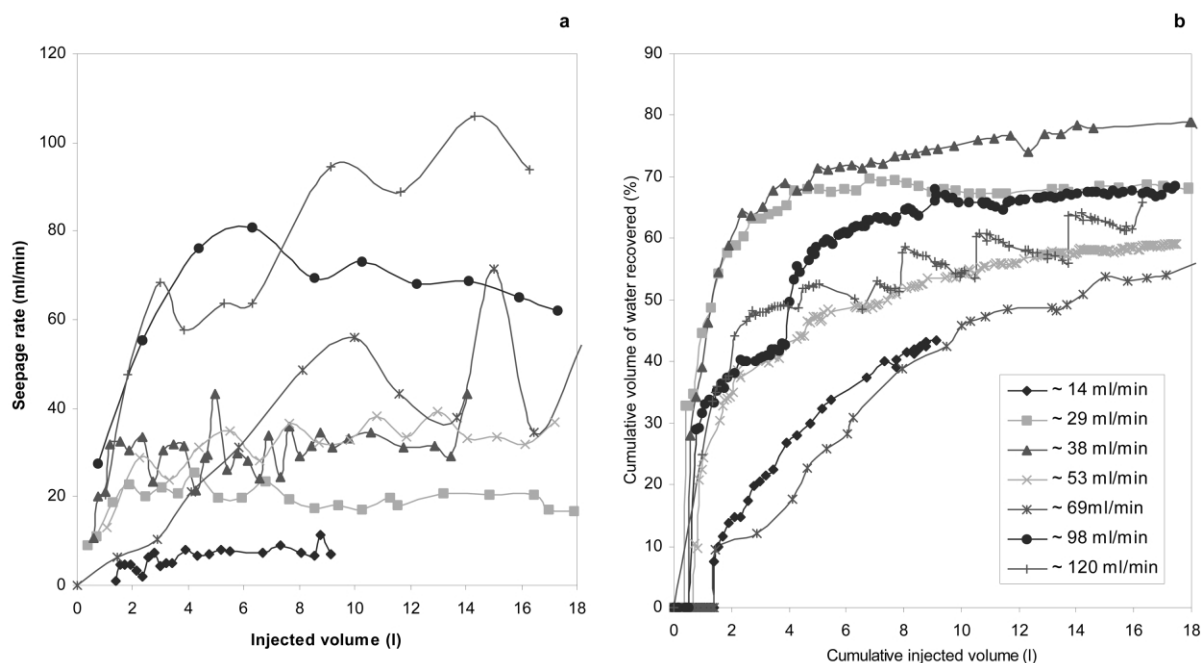 a
120
100
80
60
40
20
0
Seepage rate (ml/min)
0 2 4 6 8 10 12 14 16 18
Injected volume (l)
b
90
80
70
60
50
40
30
20
10
0
Cumulative volume of water recovered (%)
0 2 4 6 8 10 12 14 16 18
Cumulative injected volume (l)
~ 14 ml/min
~ 29 ml/min
~ 38 ml/min
~ 53 ml/min
~ 69ml/min
~ 98 ml/min
~ 120 ml/min